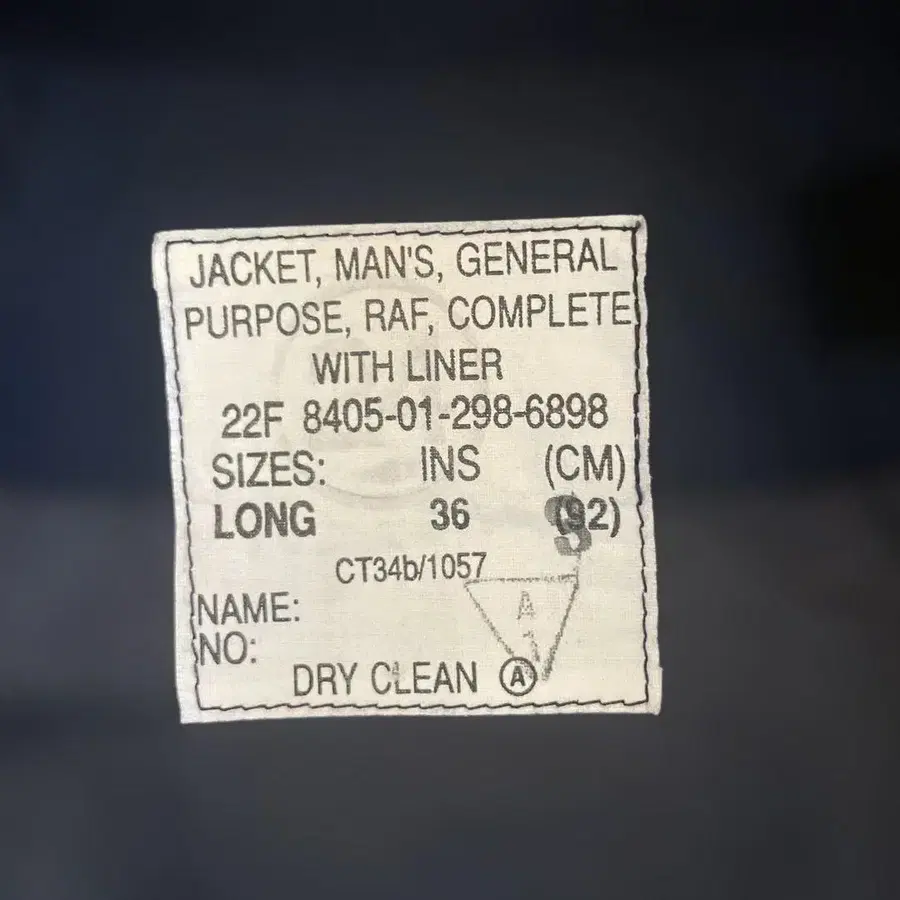 JACKET, MAN'S, GENERAL
PURPOSE, RAF, COMPLETE
WITH LINER
22F 8405-01-298-6898
SIZES: INS (CM)
LONG 36 (92)
S
CT34b/1057
A
1
NAME:
NO:
DRY CLEAN Ⓐ